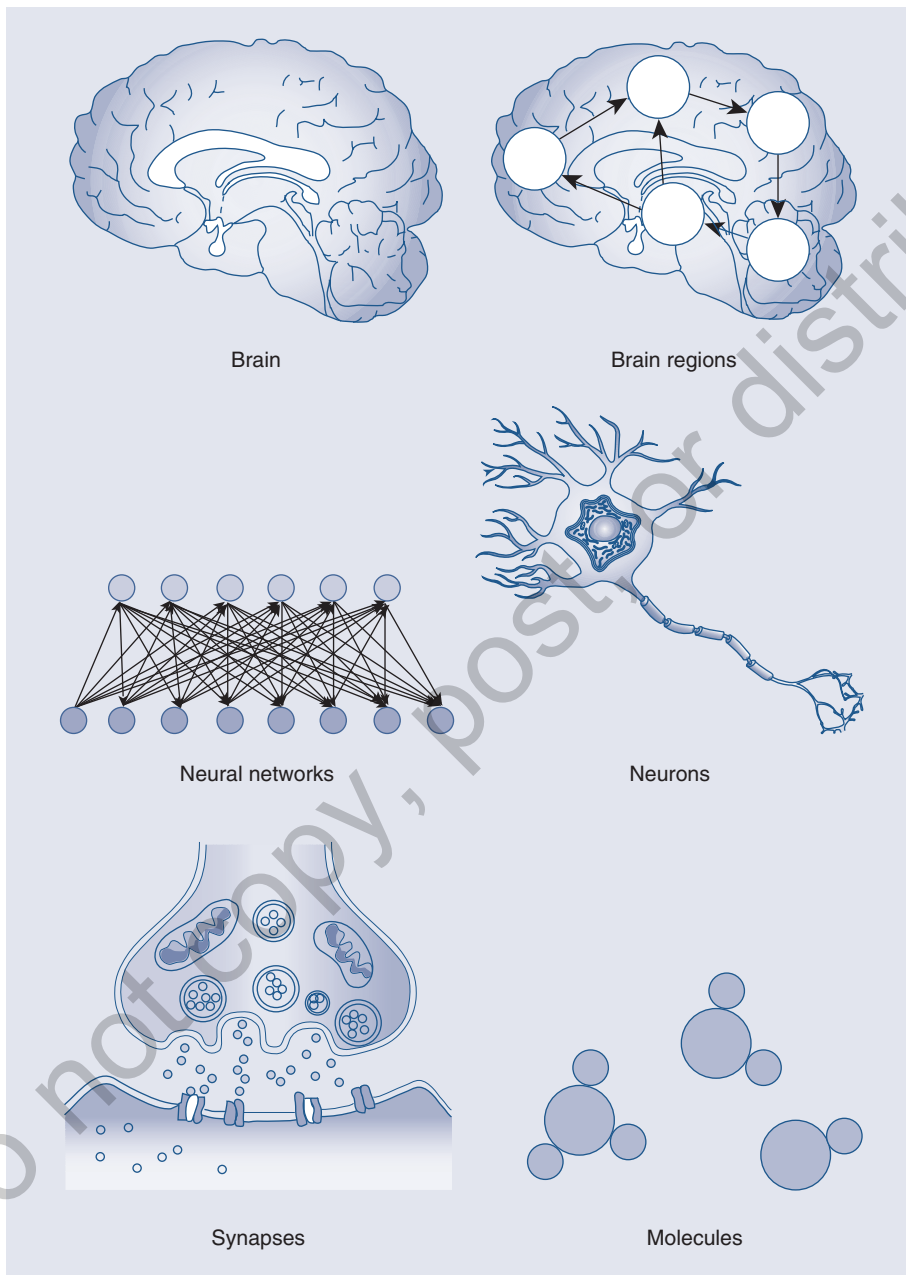 Brain
Brain regions
Neural networks
Neurons
Synapses
Molecules
not copy, post, or